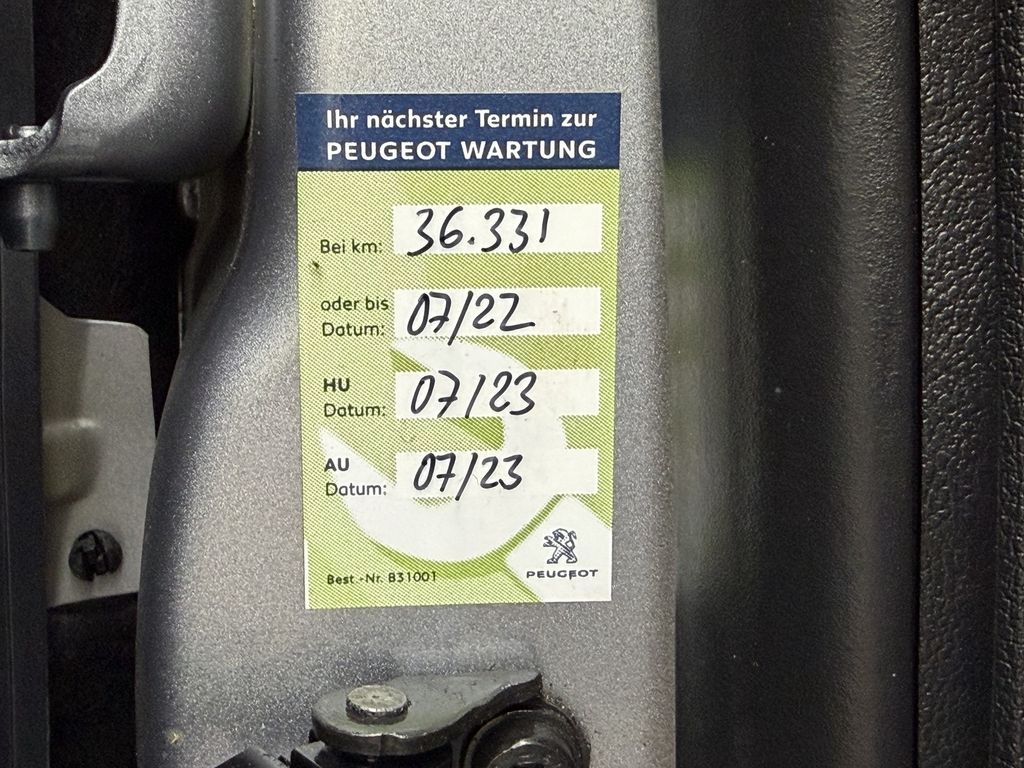 Ihr nächster Termin zur
PEUGEOT WARTUNG
Bei km: 36.331
oder bis
Datum: 07/22
HU
Datum: 07/23
AU
Datum: 07/23
Best.-Nr. 831001
PEUGEOT